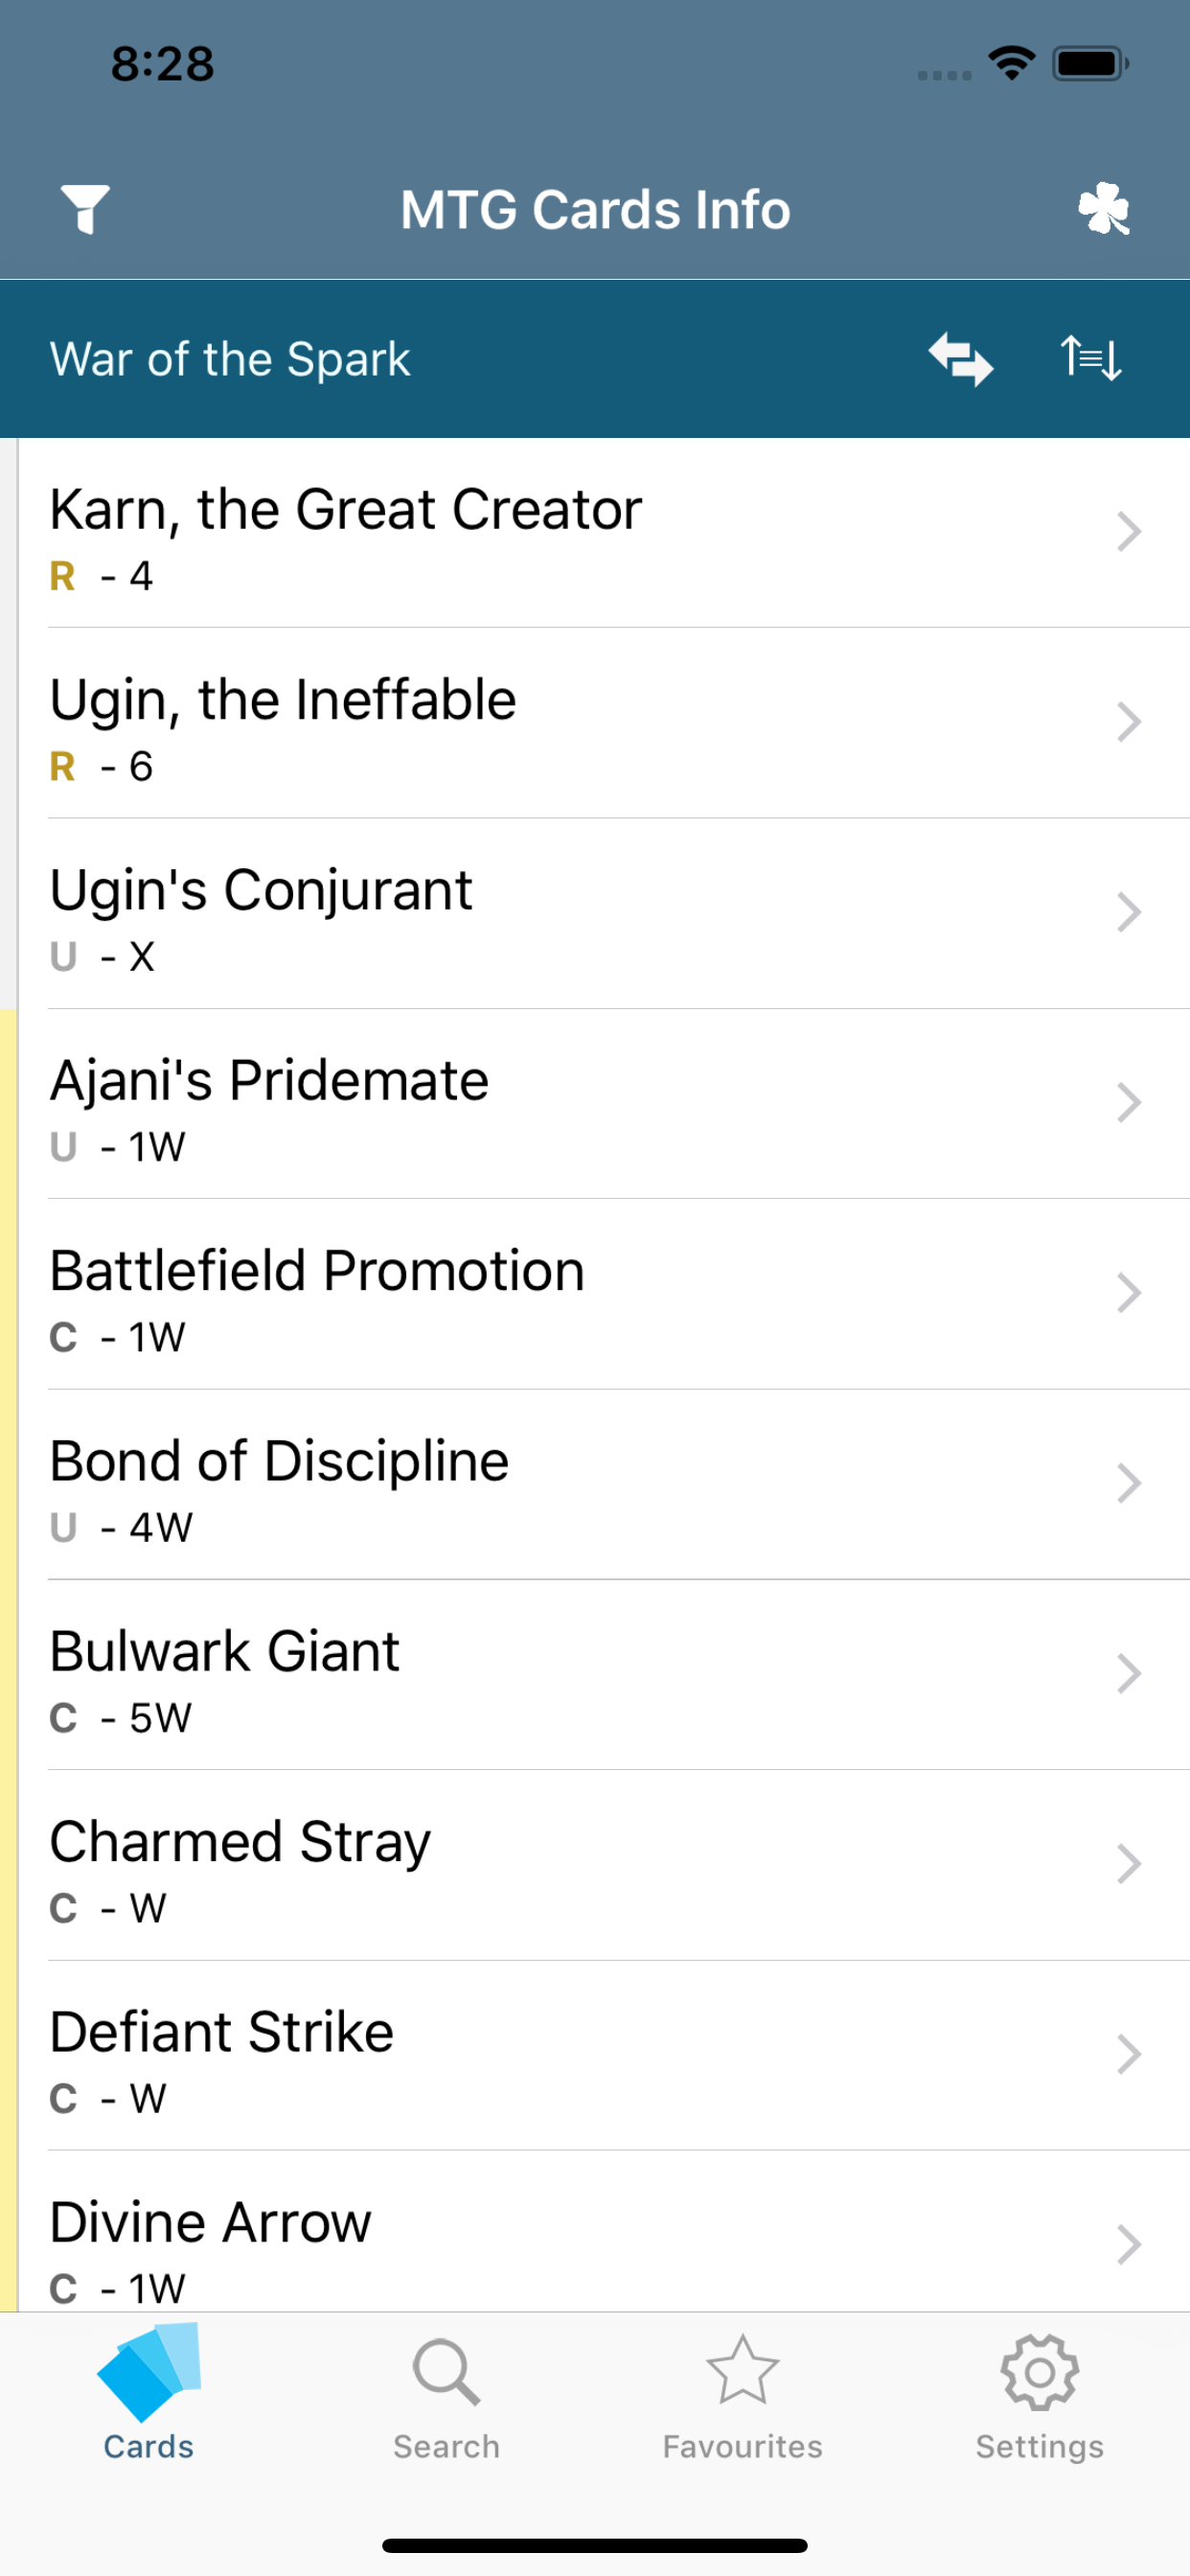 8:28
MTG Cards Info
War of the Spark
Karn, the Great Creator
R - 4
Ugin, the Ineffable
R - 6
Ugin's Conjurant
U - X
Ajani's Pridemate
U - 1W
Battlefield Promotion
C - 1W
Bond of Discipline
U - 4W
Bulwark Giant
C - 5W
Charmed Stray
C - W
Defiant Strike
C - W
Divine Arrow
C - 1W
Cards Search Favourites Settings